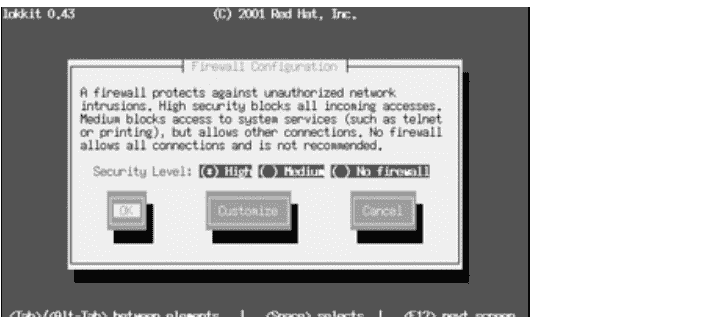 lokkit 0.43 (C) 2001 Red Hat, Inc.
Firewall Configuration
A firewall protects against unauthorized network
intrusions. High security blocks all incoming accesses.
Medium blocks access to system services (such as telnet
or printing), but allows other connections. No firewall
allows all connections and is not recommended.
Security Level: (*) High ( ) Medium ( ) No firewall
OK Customize Cancel
<Tab>/<Alt-Tab> between elements | <Space> selects | <F12> next screen